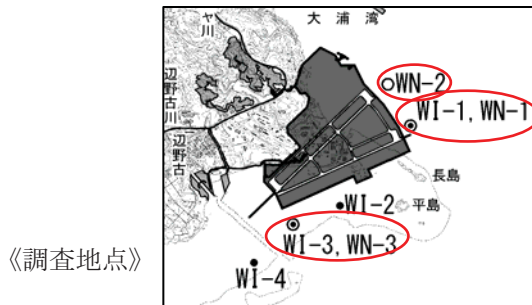 大浦湾
ヤ川
辺野古川
辺野古
WN-2
WI-1, WN-1
長島
平島
WI-2
WI-3, WN-3
WI-4
《調査地点》